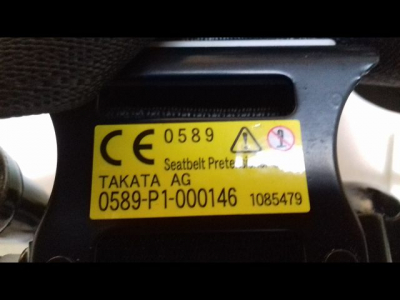 CE 0589
Seatbelt
TAKATA AG
0589-P1-000146 1085479